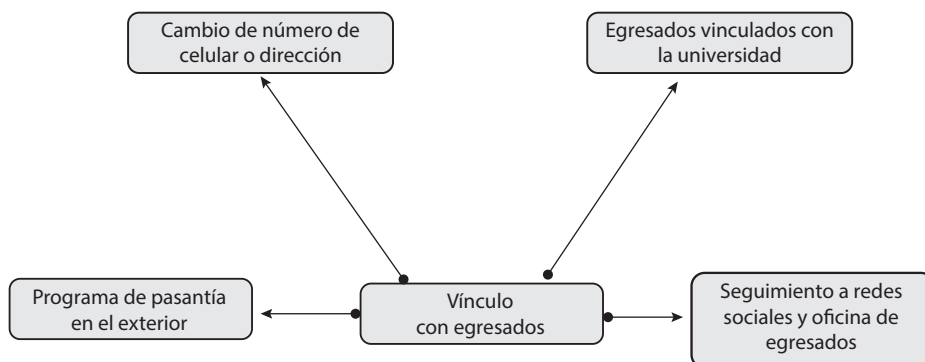 Cambio de número de
celular o dirección
Egresados vinculados con
la universidad
Programa de pasantía
en el exterior
Vínculo
con egresados
Seguimiento a redes
sociales y oficina de
egresados